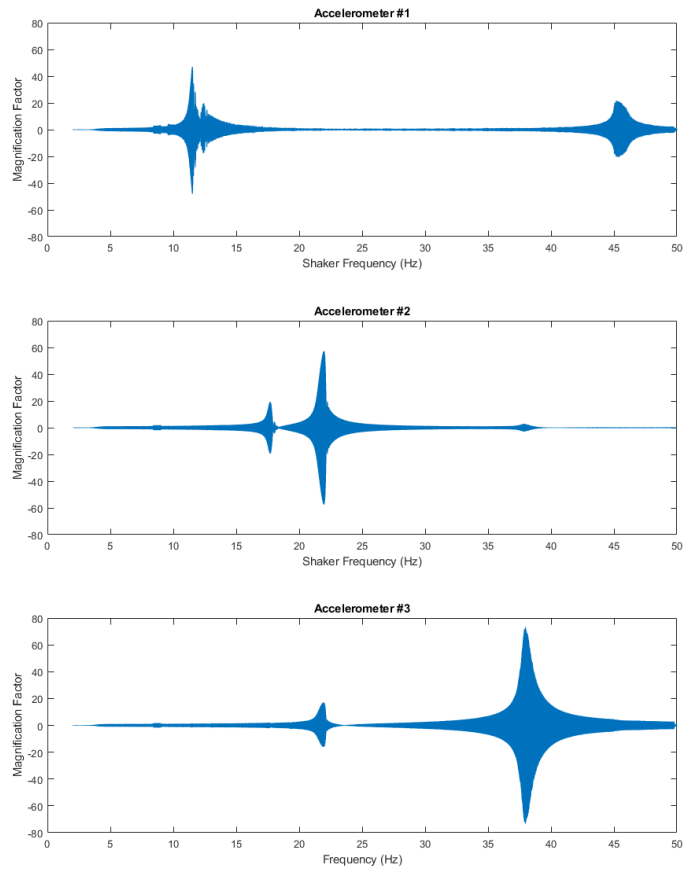 Accelerometer #1
80
60
40
20
0
-20
-40
-60
-80
Magnification Factor
0 5 10 15 20 25 30 35 40 45 50
Shaker Frequency (Hz)
Accelerometer #2
80
60
40
20
0
-20
-40
-60
-80
Magnification Factor
0 5 10 15 20 25 30 35 40 45 50
Shaker Frequency (Hz)
Accelerometer #3
80
60
40
20
0
-20
-40
-60
-80
Magnification Factor
0 5 10 15 20 25 30 35 40 45 50
Frequency (Hz)